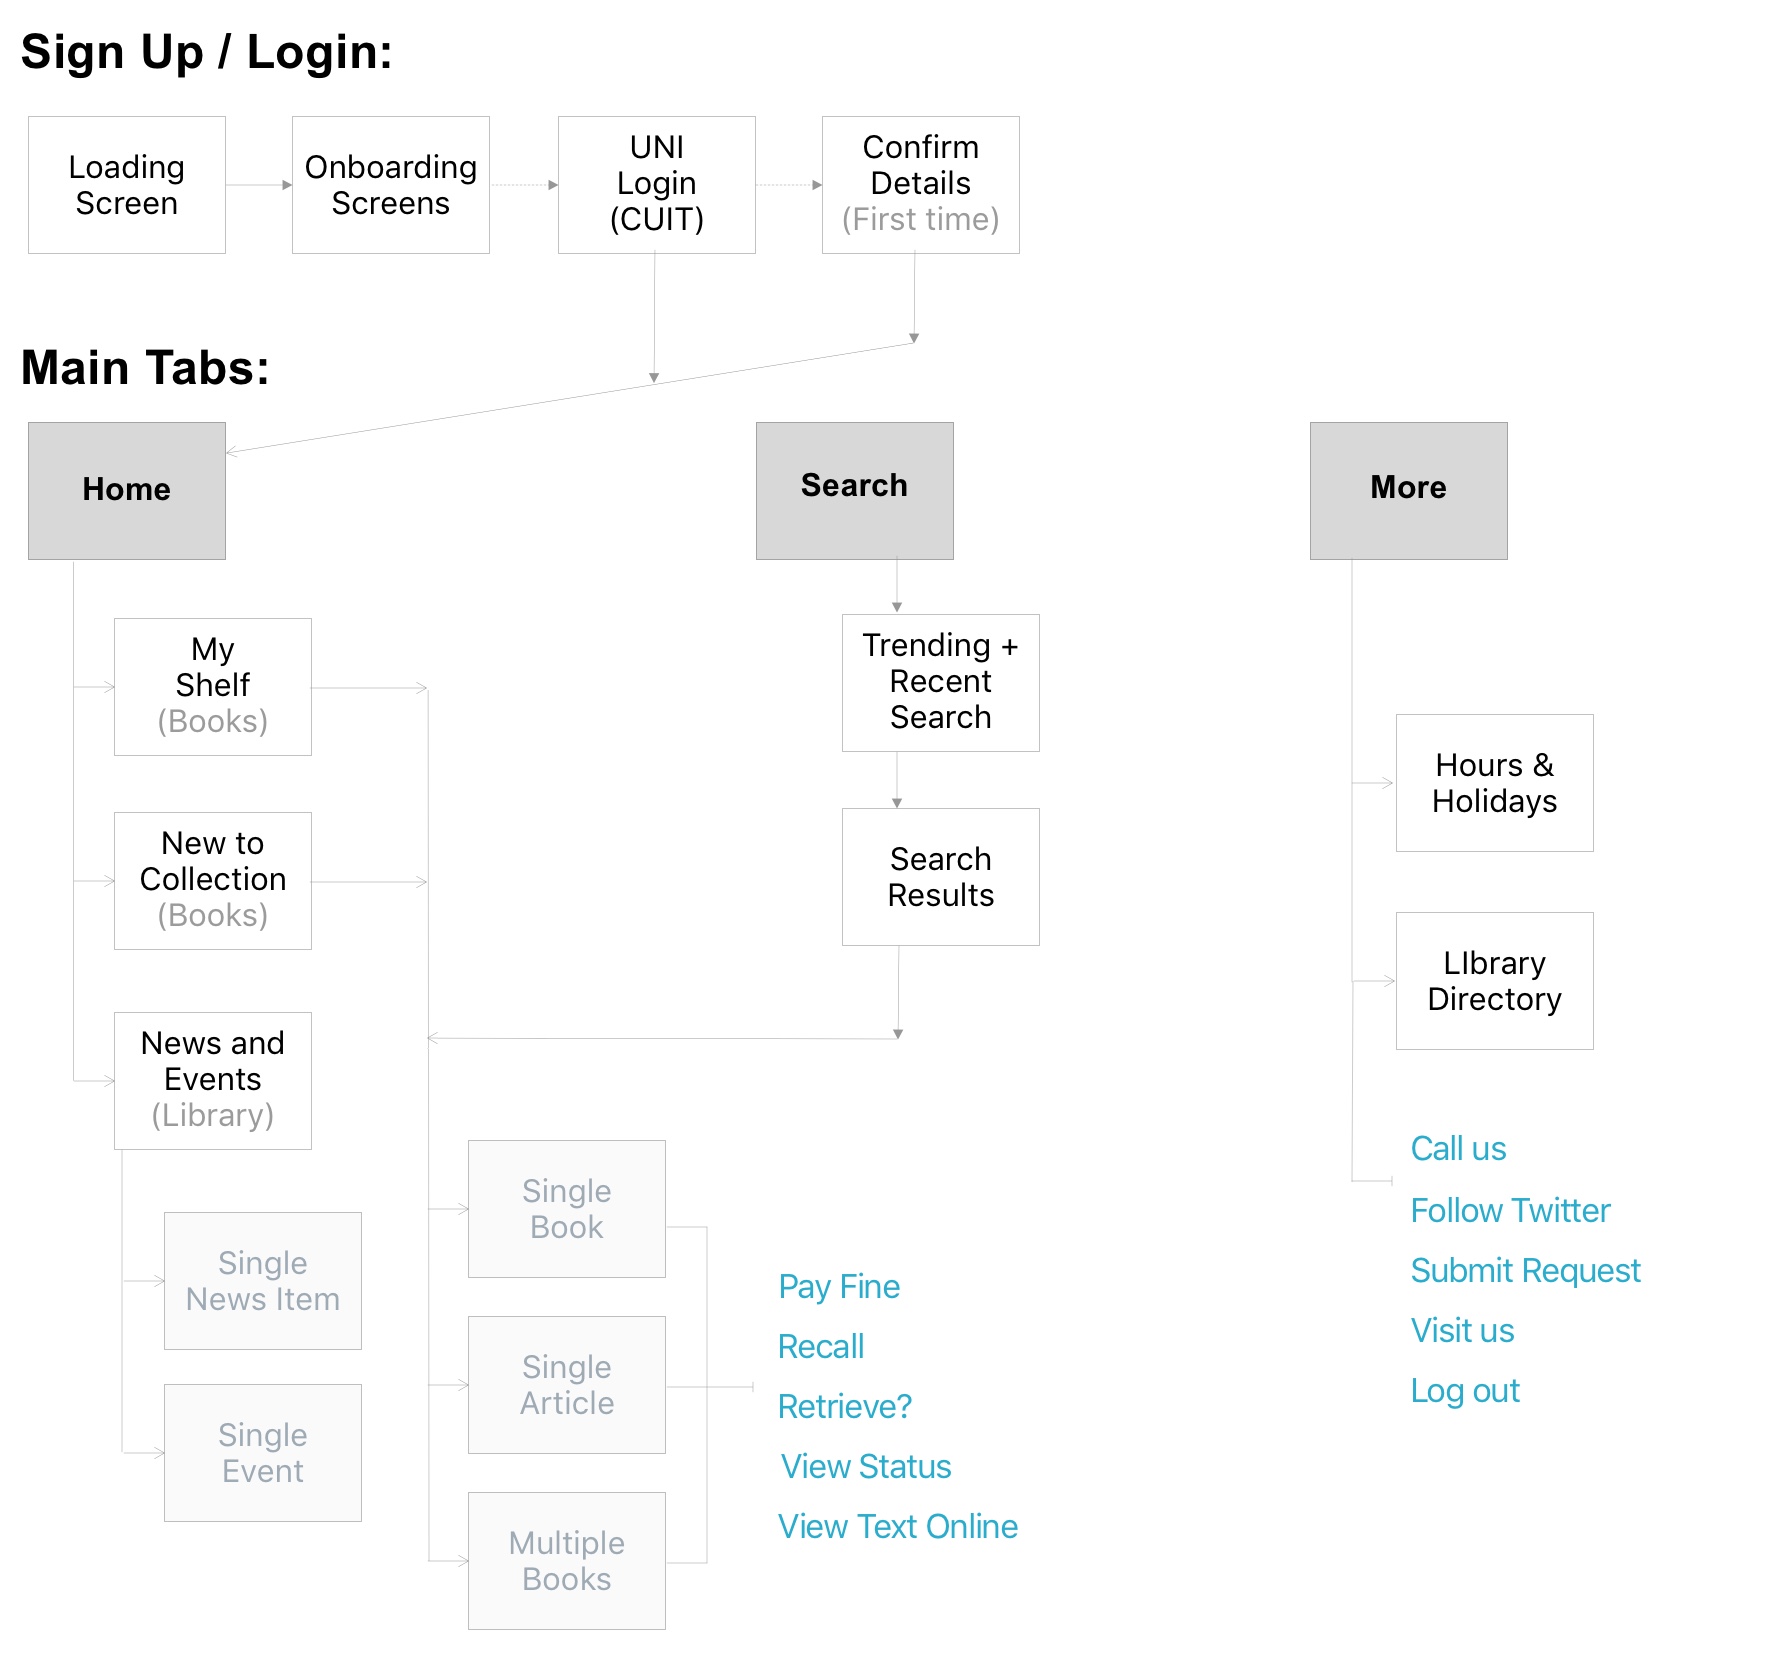 Sign Up / Login:
Loading
Screen
Onboarding
Screens
UNI
Login
(CUIT)
Confirm
Details
(First time)
Main Tabs:
Home
Search
More
My
Shelf
(Books)
New to
Collection
(Books)
News and
Events
(Library)
Single
News Item
Single
Event
Trending +
Recent
Search
Search
Results
Single
Book
Single
Article
Multiple
Books
Pay Fine
Recall
Retrieve?
View Status
View Text Online
Hours &
Holidays
LIbrary
Directory
Call us
Follow Twitter
Submit Request
Visit us
Log out